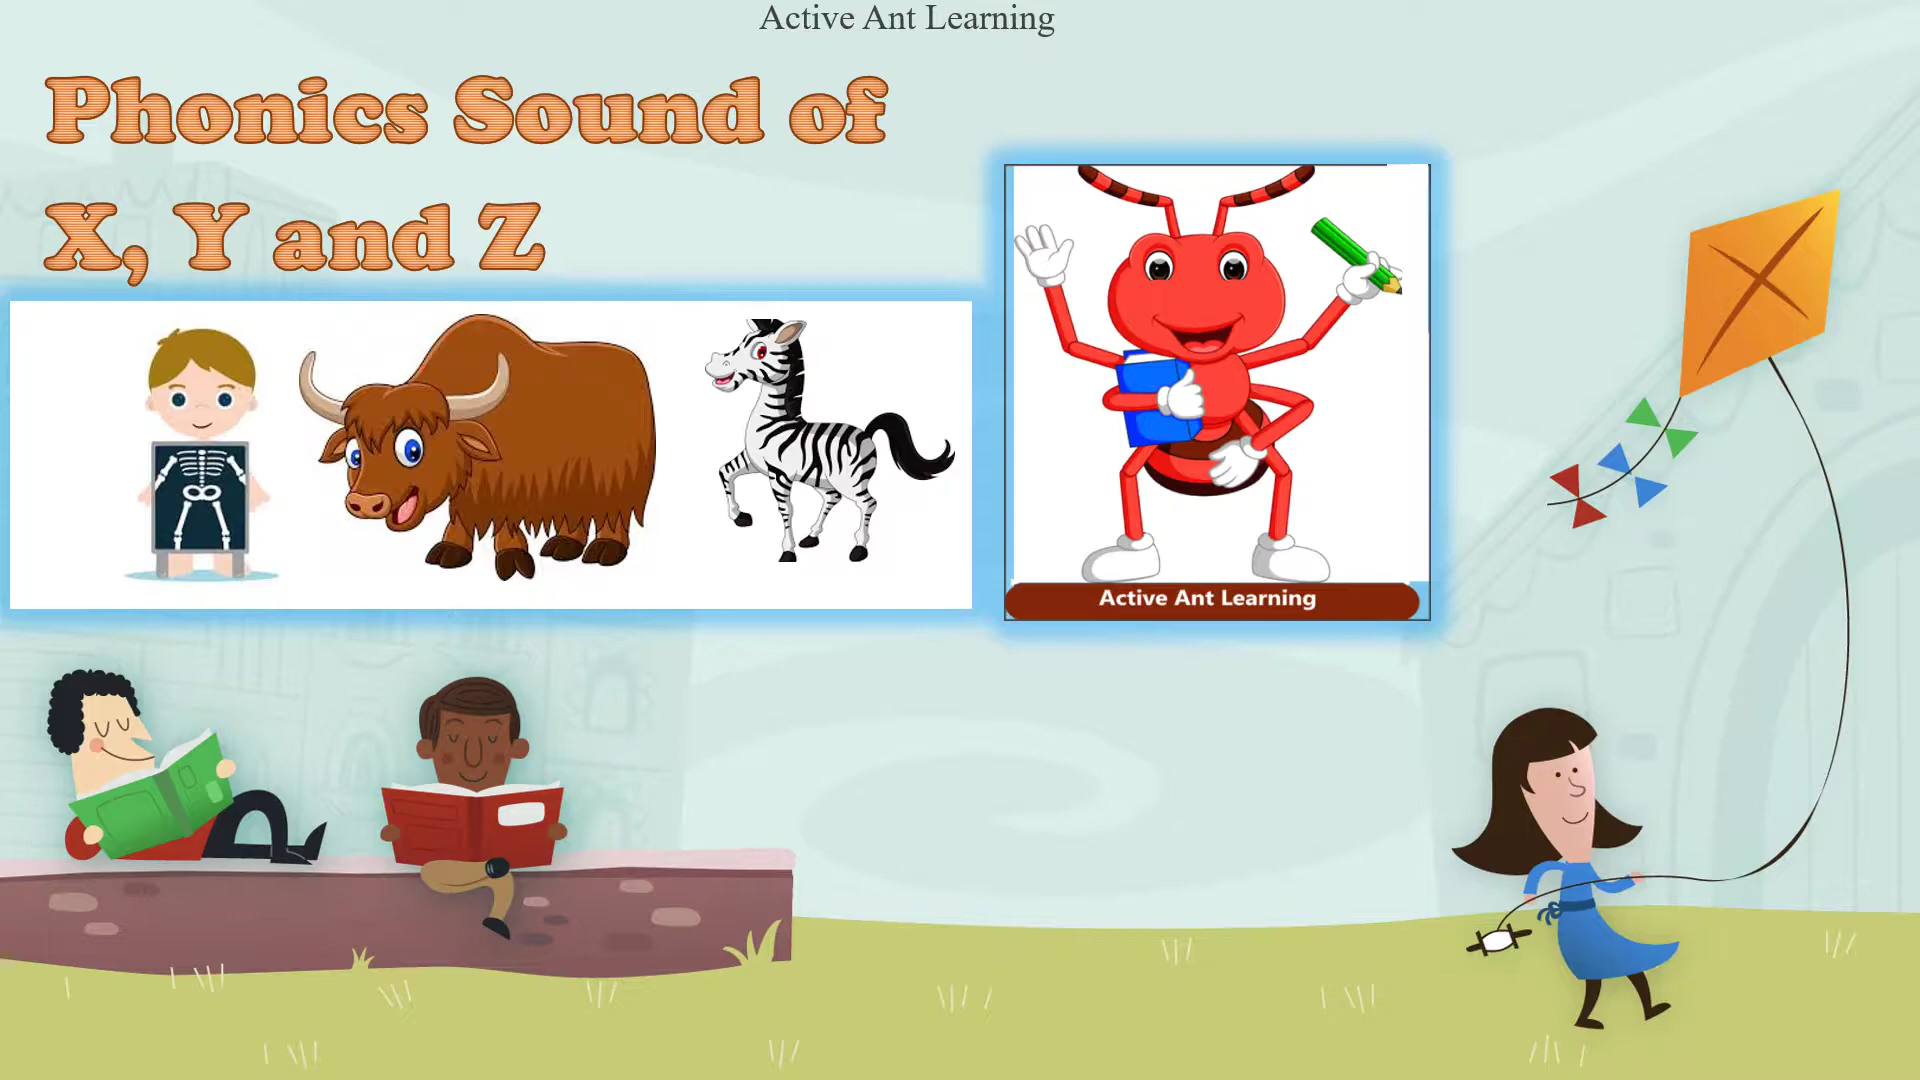 Active Ant Learning
Phonics Sound of
X, Y and Z
Active Ant Learning